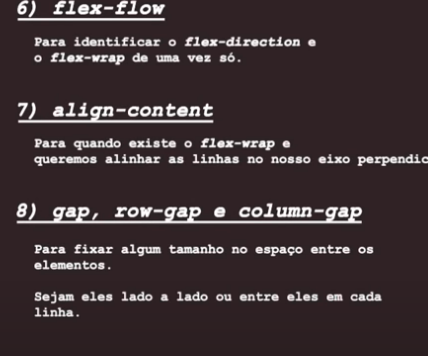 6) flex-flow
Para identificar o flex-direction e
o flex-wrap de uma vez só.
7) align-content
Para quando existe o flex-wrap e
queremos alinhar as linhas no nosso eixo perpendic
8) gap, row-gap e column-gap
Para fixar algum tamanho no espaço entre os
elementos.
Sejam eles lado a lado ou entre eles em cada
linha.